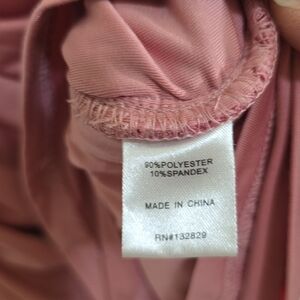 90%POLYESTER
10%SPANDEX
MADE IN CHINA
RN#132829